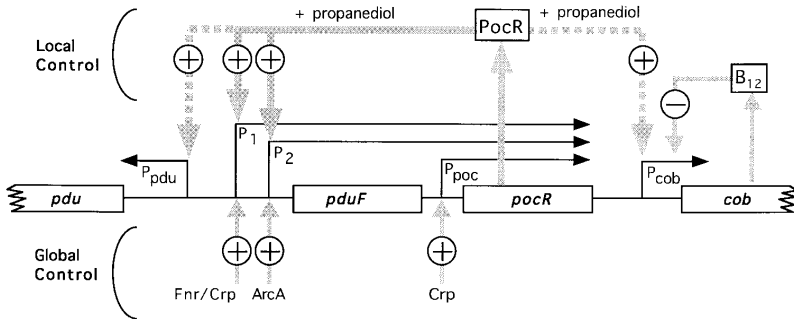 + propanediol
PocR
+ propanediol
Local
Control
+
+
+
+
B12
−
P1
P2
Ppdu
Ppoc
Pcob
pdu
pduF
pocR
cob
Global
Control
+
+
+
Fnr/Crp
ArcA
Crp